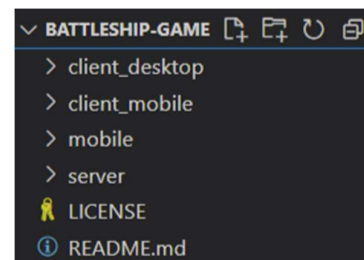 BATTLESHIP-GAME
client_desktop
client_mobile
mobile
server
LICENSE
README.md